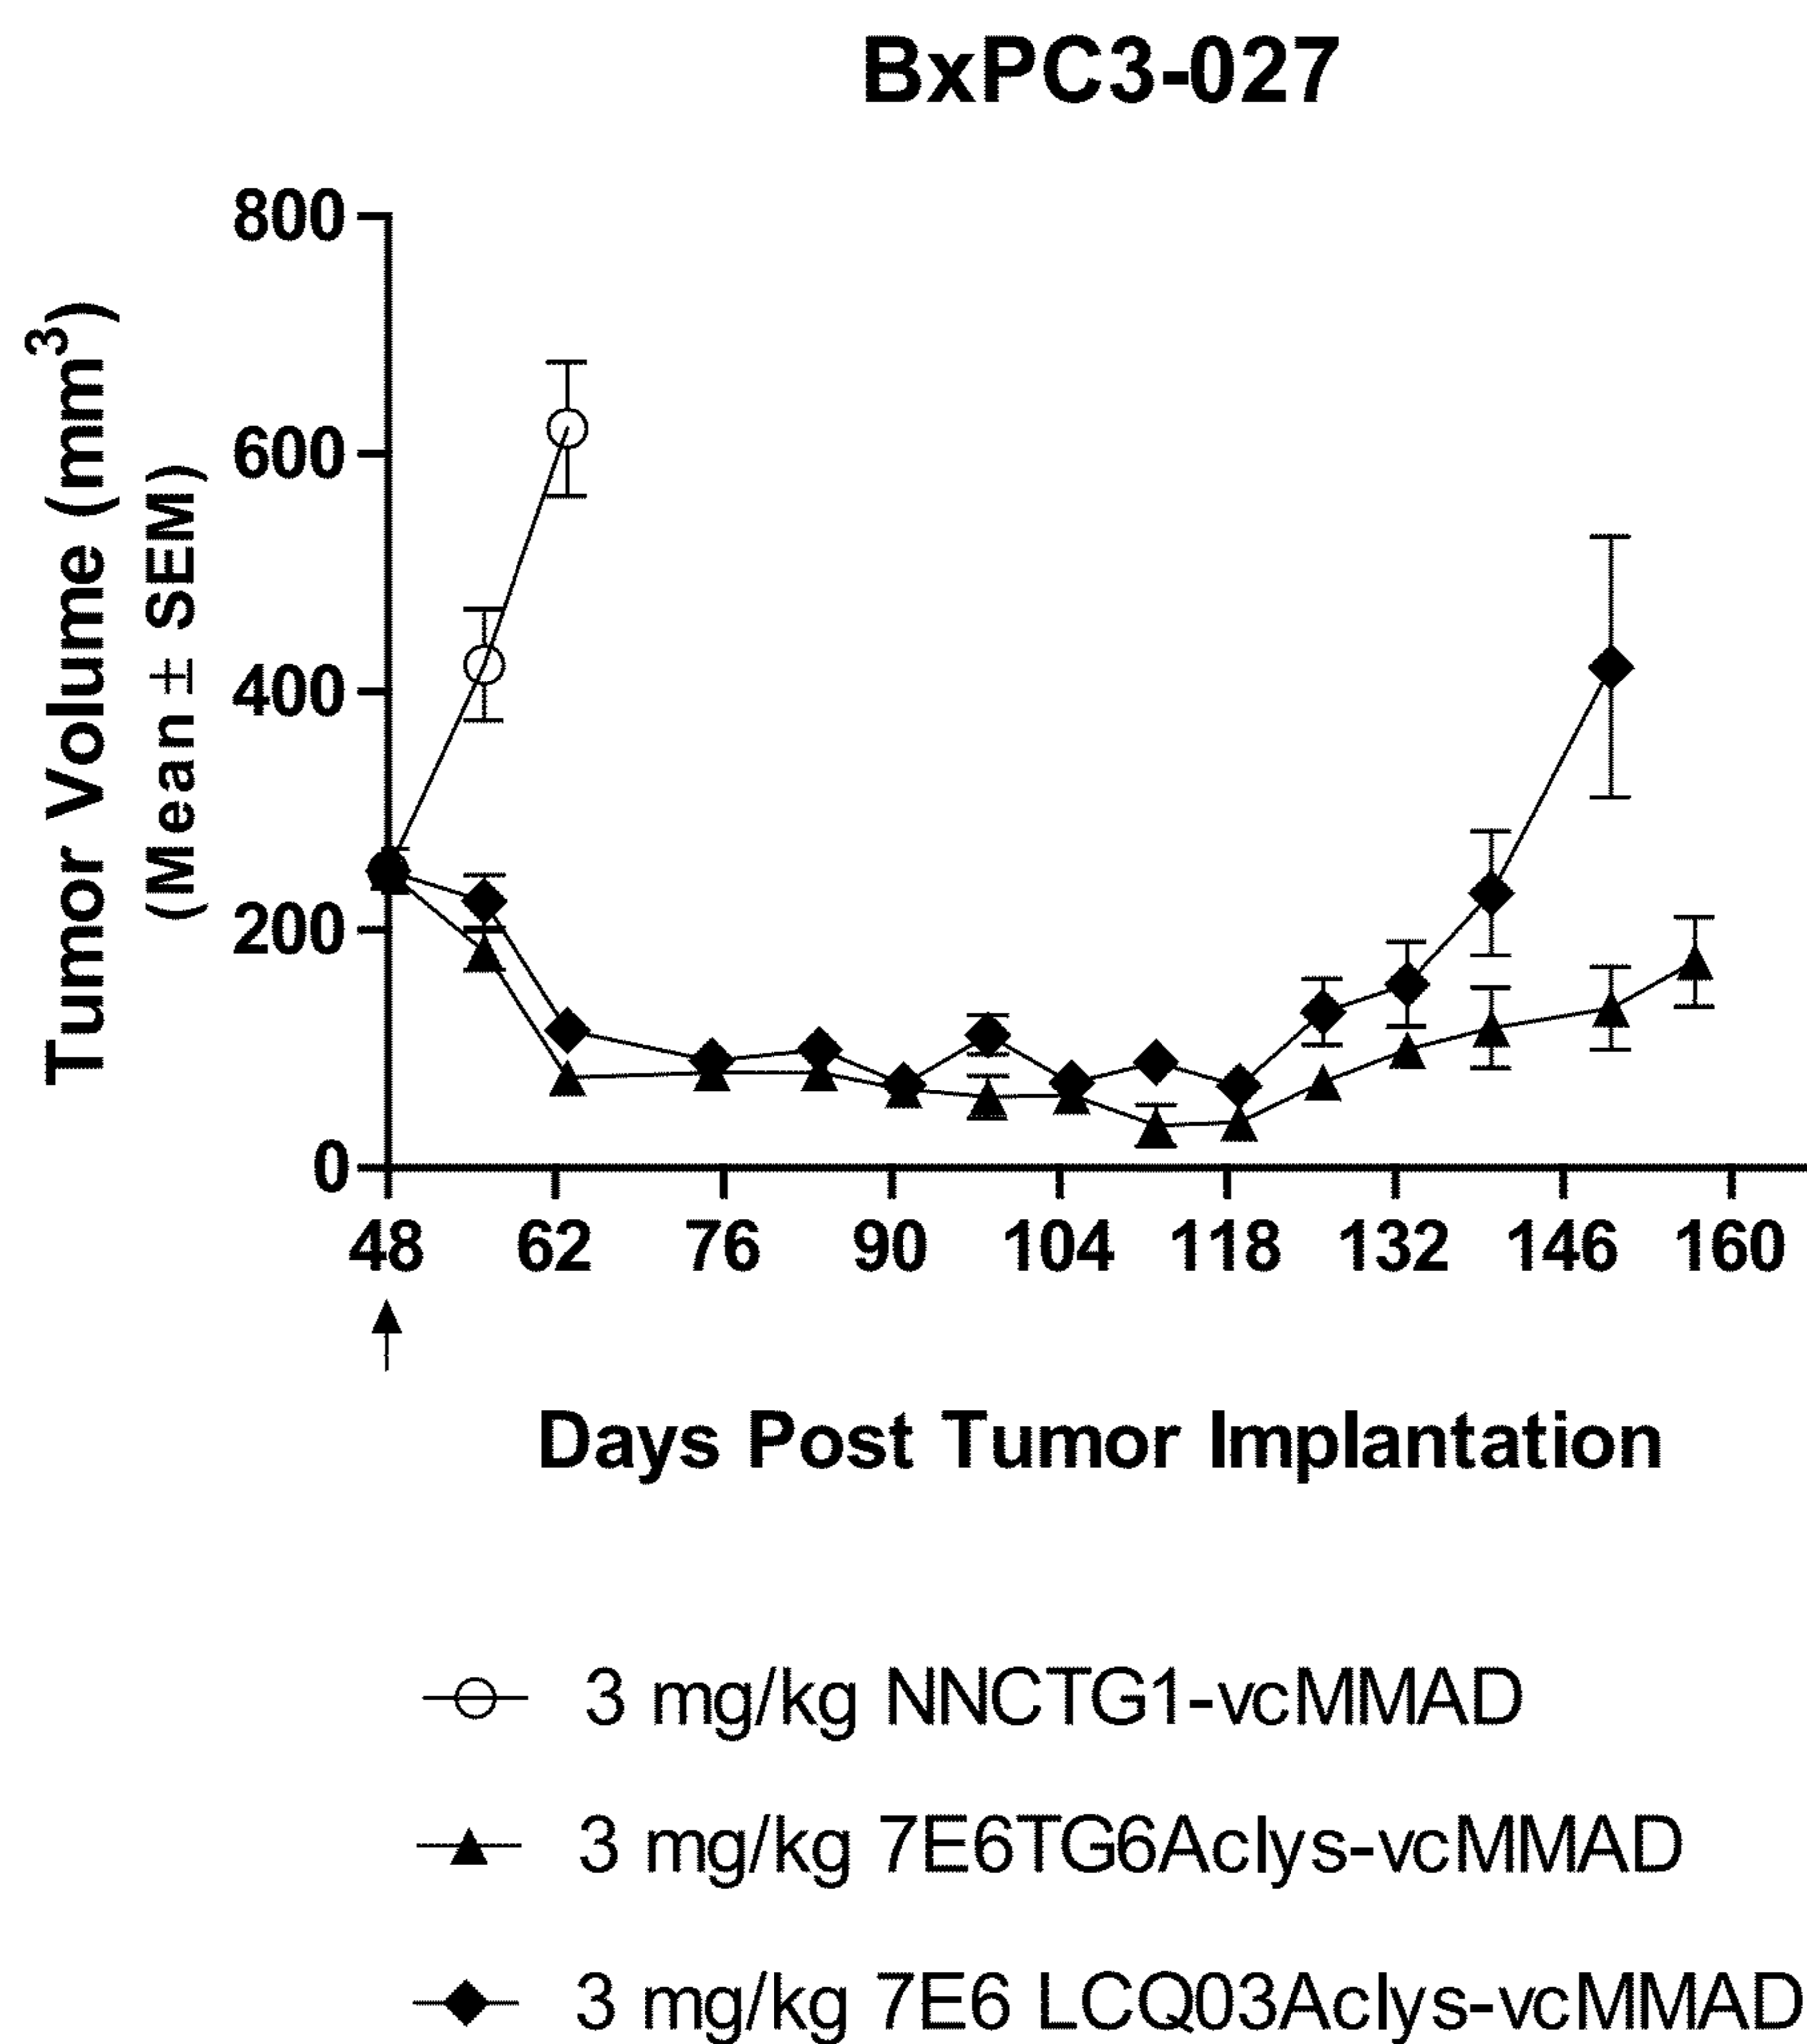 BxPC3-027
Tumor Volume (mm³)
(Mean ± SEM)
800
600
400
200
0
48 62 76 90 104 118 132 146 160
Days Post Tumor Implantation
3 mg/kg NNCTG1-vcMMAD
3 mg/kg 7E6TG6Aclys-vcMMAD
3 mg/kg 7E6 LCQ03Aclys-vcMMAD